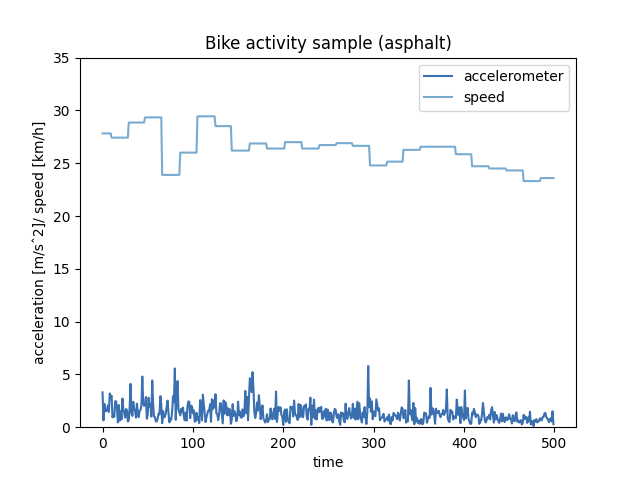 Bike activity sample (asphalt)
accelerometer
speed
acceleration [m/s^2]/ speed [km/h]
35
30
25
20
15
10
5
0
0 100 200 300 400 500
time